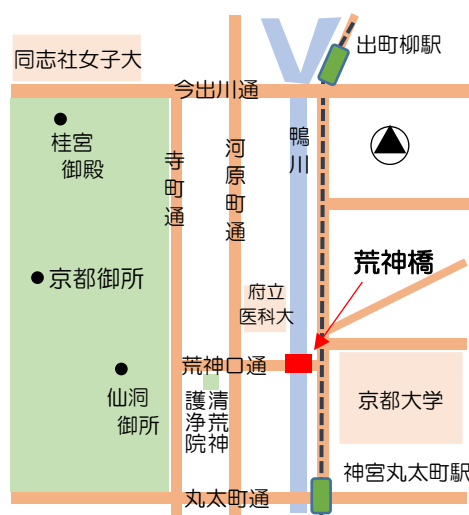 出町柳駅
同志社女子大
今出川通
桂宮
御殿
寺町通
河原町通
鴨川
京都御所
荒神橋
府立
医科大
荒神口通
仙洞
御所
清荒神
護浄院
京都大学
神宮丸太町駅
丸太町通